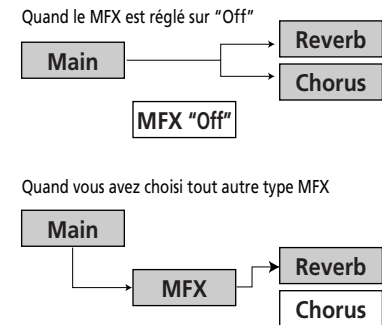 Quand le MFX est réglé sur “Off”
Main
Reverb
Chorus
MFX “Off”
Quand vous avez choisi tout autre type MFX
Main
MFX
Reverb
Chorus